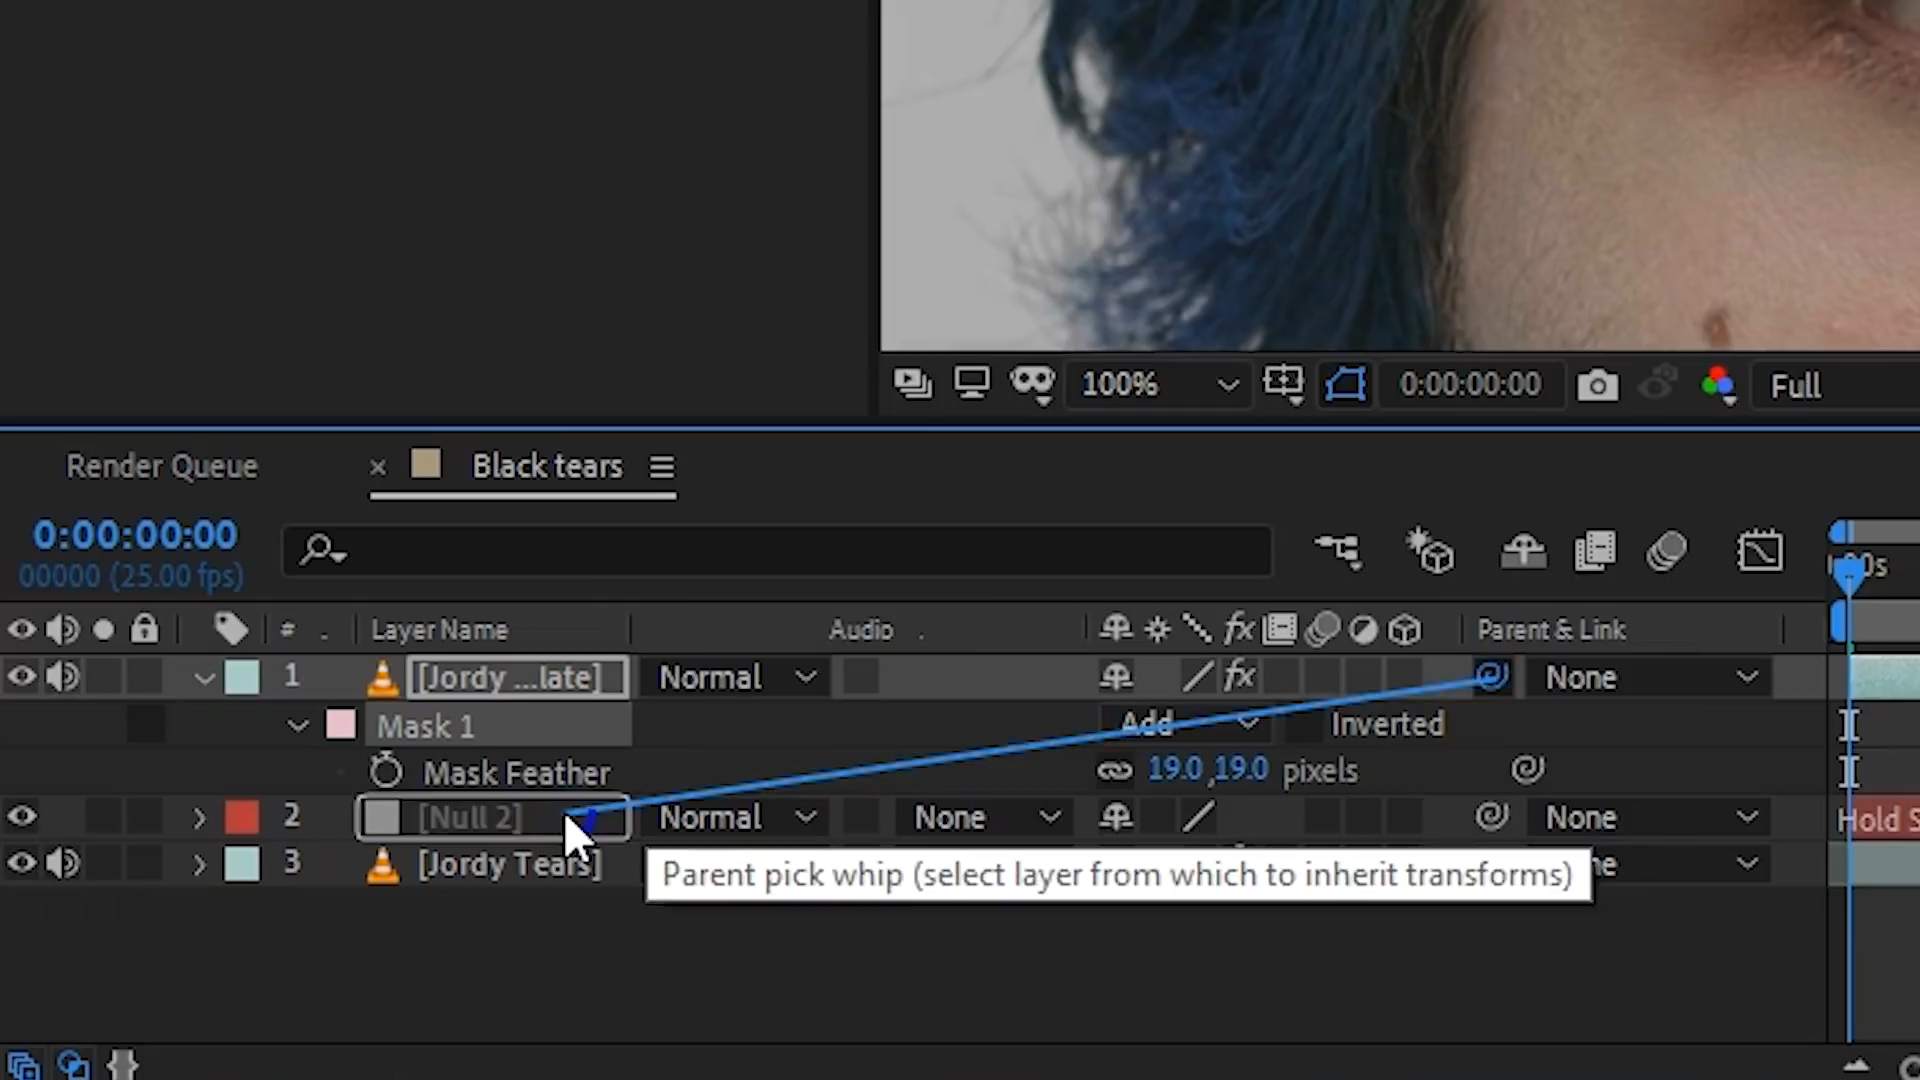 100% 0:00:00:00 Full
Render Queue × Black tears
0:00:00:00
00000 (25.00 fps)
# . Layer Name Audio . fx Parent & Link
1 [Jordy ...late] Normal fx None
Mask 1 Add Inverted
Mask Feather 19.0,19.0 pixels
2 [Null 2] Normal None None Hold S
3 [Jordy Tears]
Parent pick whip (select layer from which to inherit transforms)